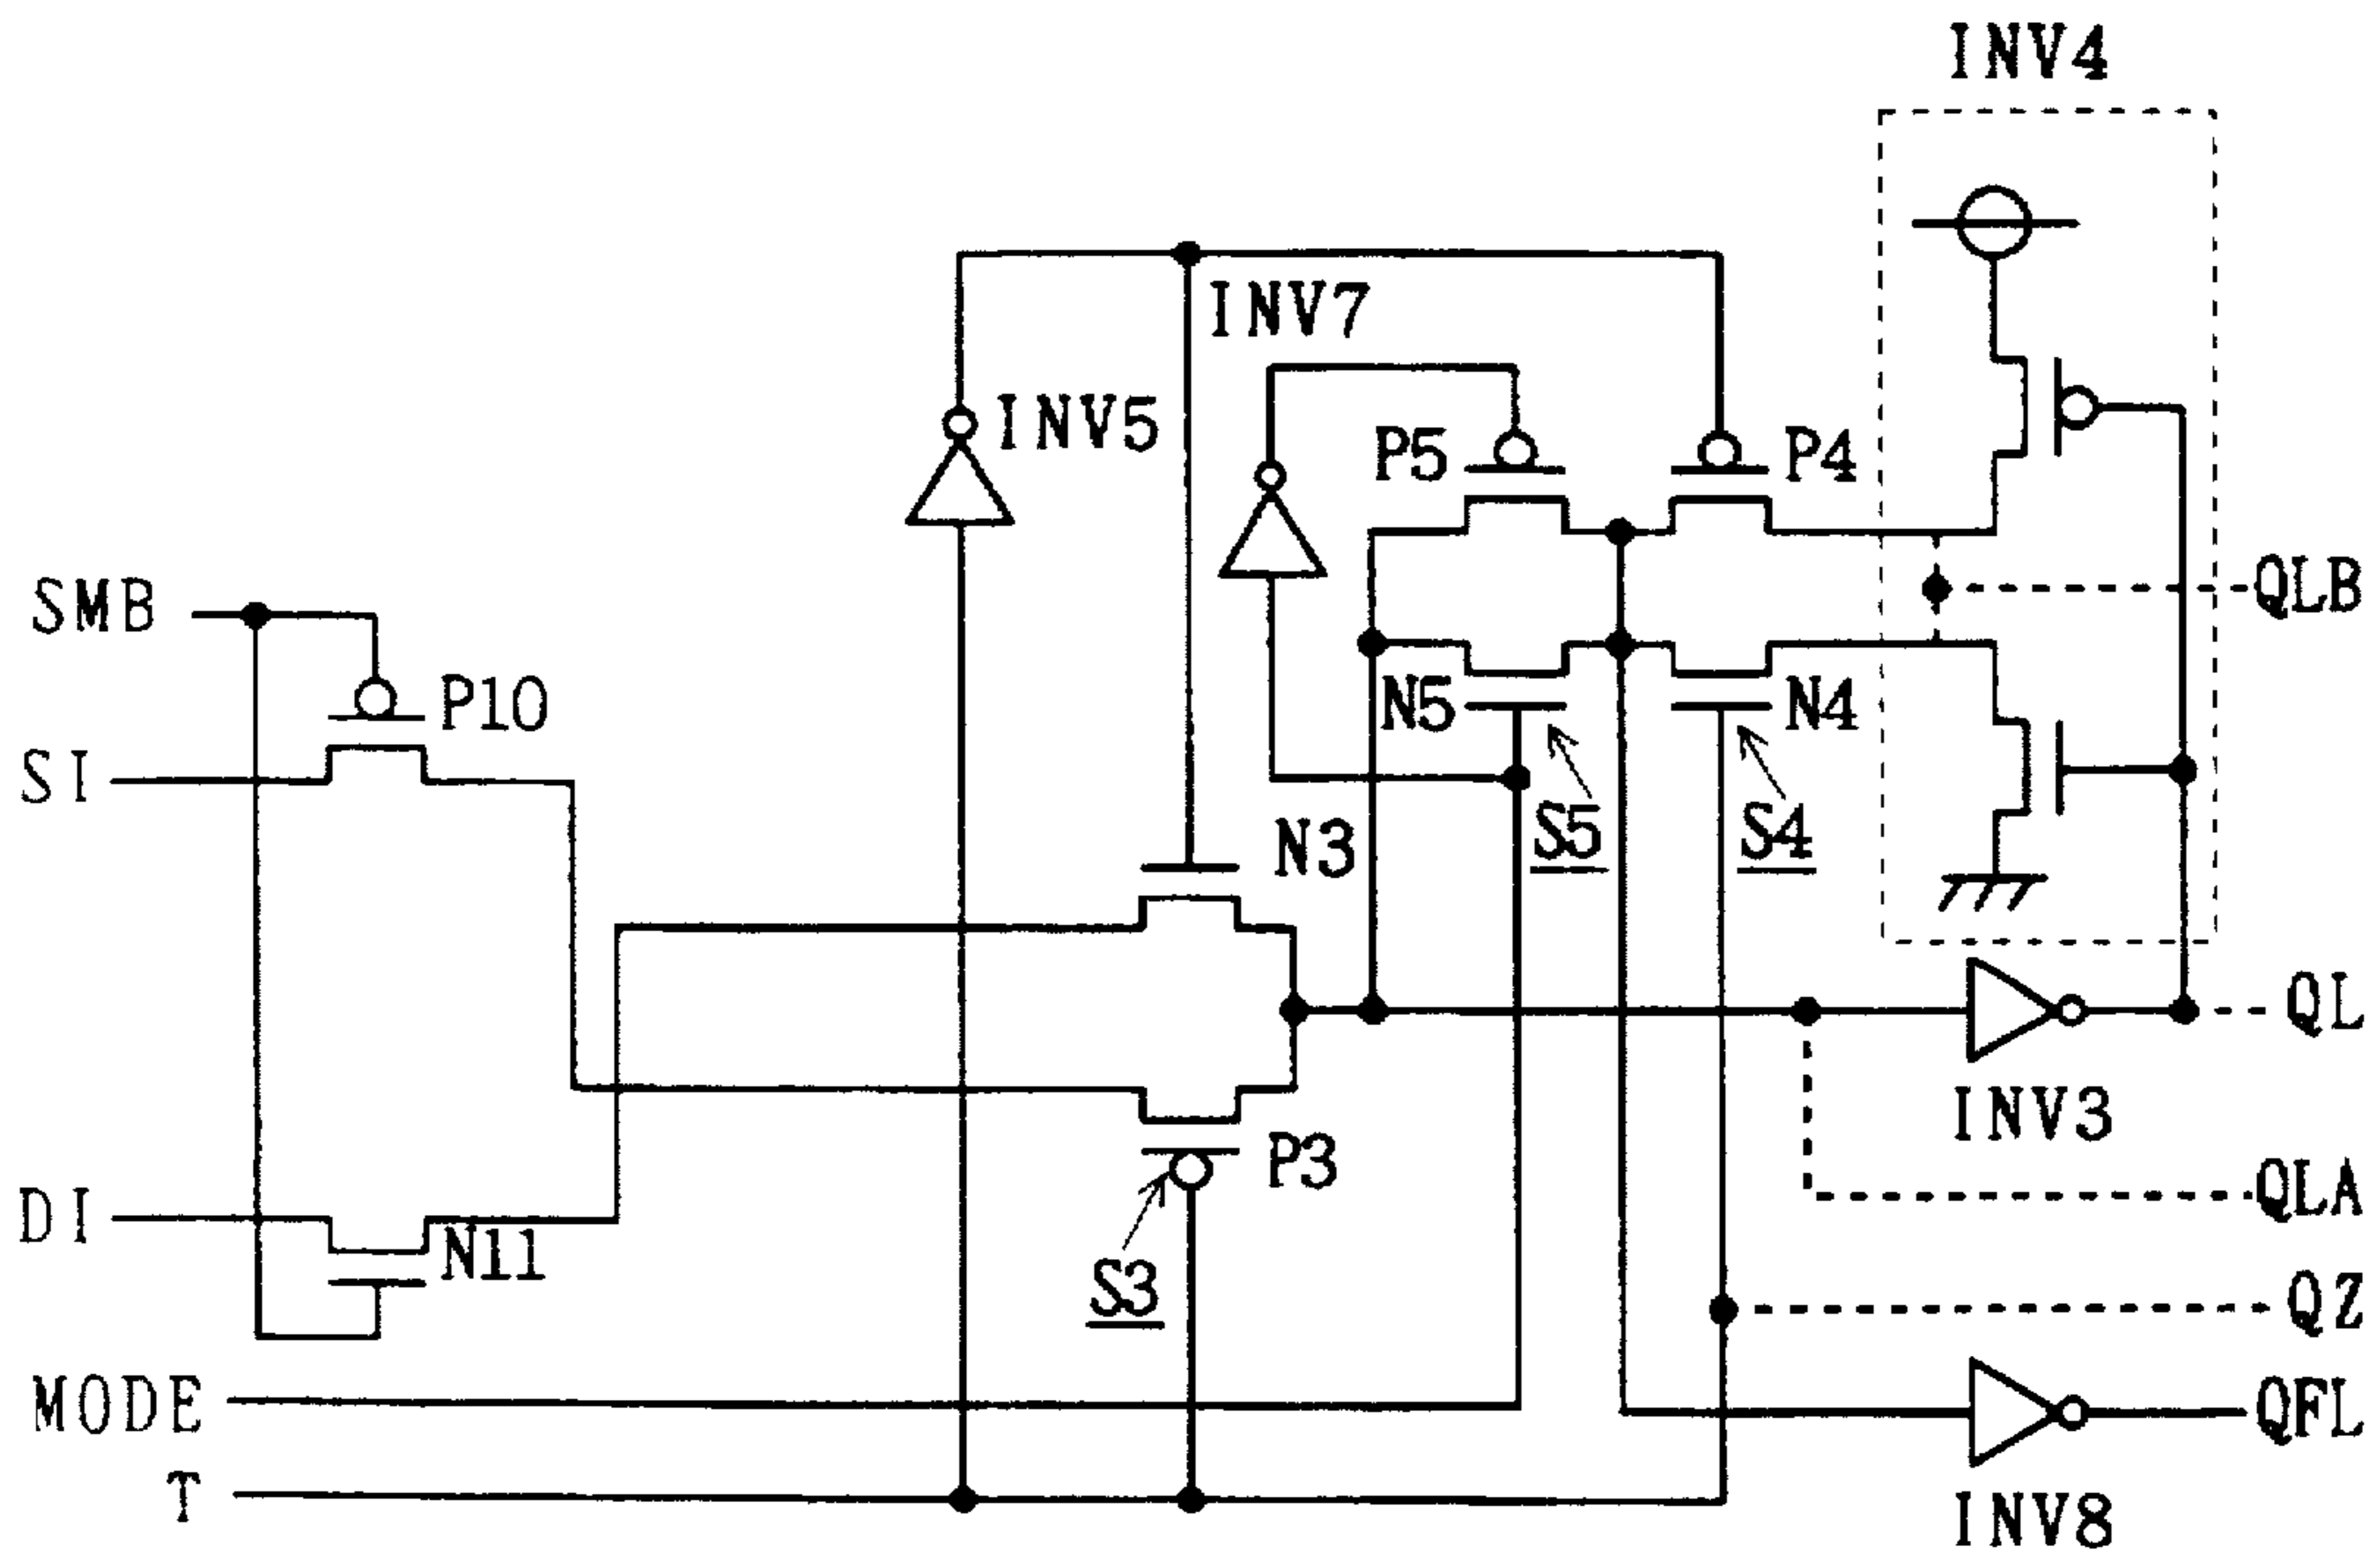 INV4
INV7
INV5
P5
P4
SMB
QLB
P10
N5
N4
SI
S5
S4
N3
QL
INV3
P3
QLA
DI
N11
S3
QZ
MODE
QFL
T
INV8